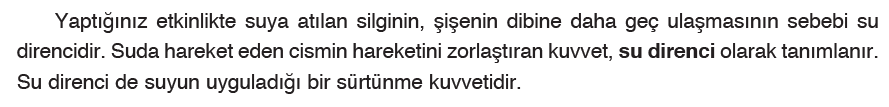 Yaptığınız etkinlikte suya atılan silginin, şişenin dibine daha geç ulaşmasının sebebi su
direncidir. Suda hareket eden cismin hareketini zorlaştıran kuvvet, su direnci olarak tanımlanır.
Su direnci de suyun uyguladığı bir sürtünme kuvvetidir.